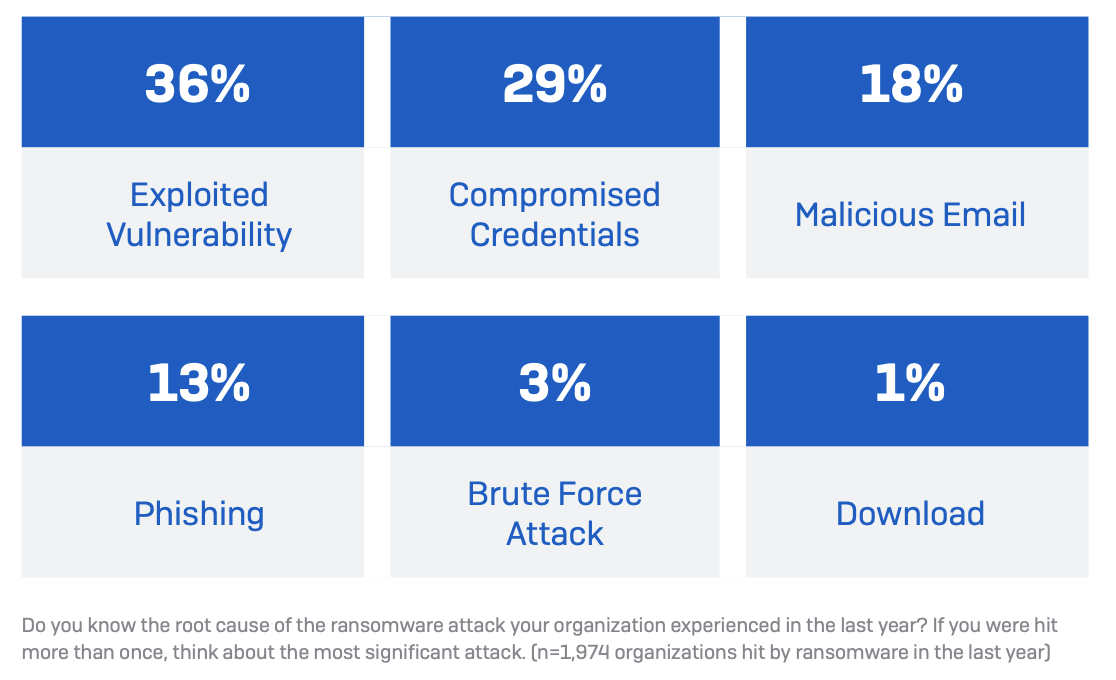 36%
29%
18%
Exploited
Vulnerability
Compromised
Credentials
Malicious Email
13%
3%
1%
Phishing
Brute Force
Attack
Download
Do you know the root cause of the ransomware attack your organization experienced in the last year? If you were hit
more than once, think about the most significant attack. (n=1,974 organizations hit by ransomware in the last year)